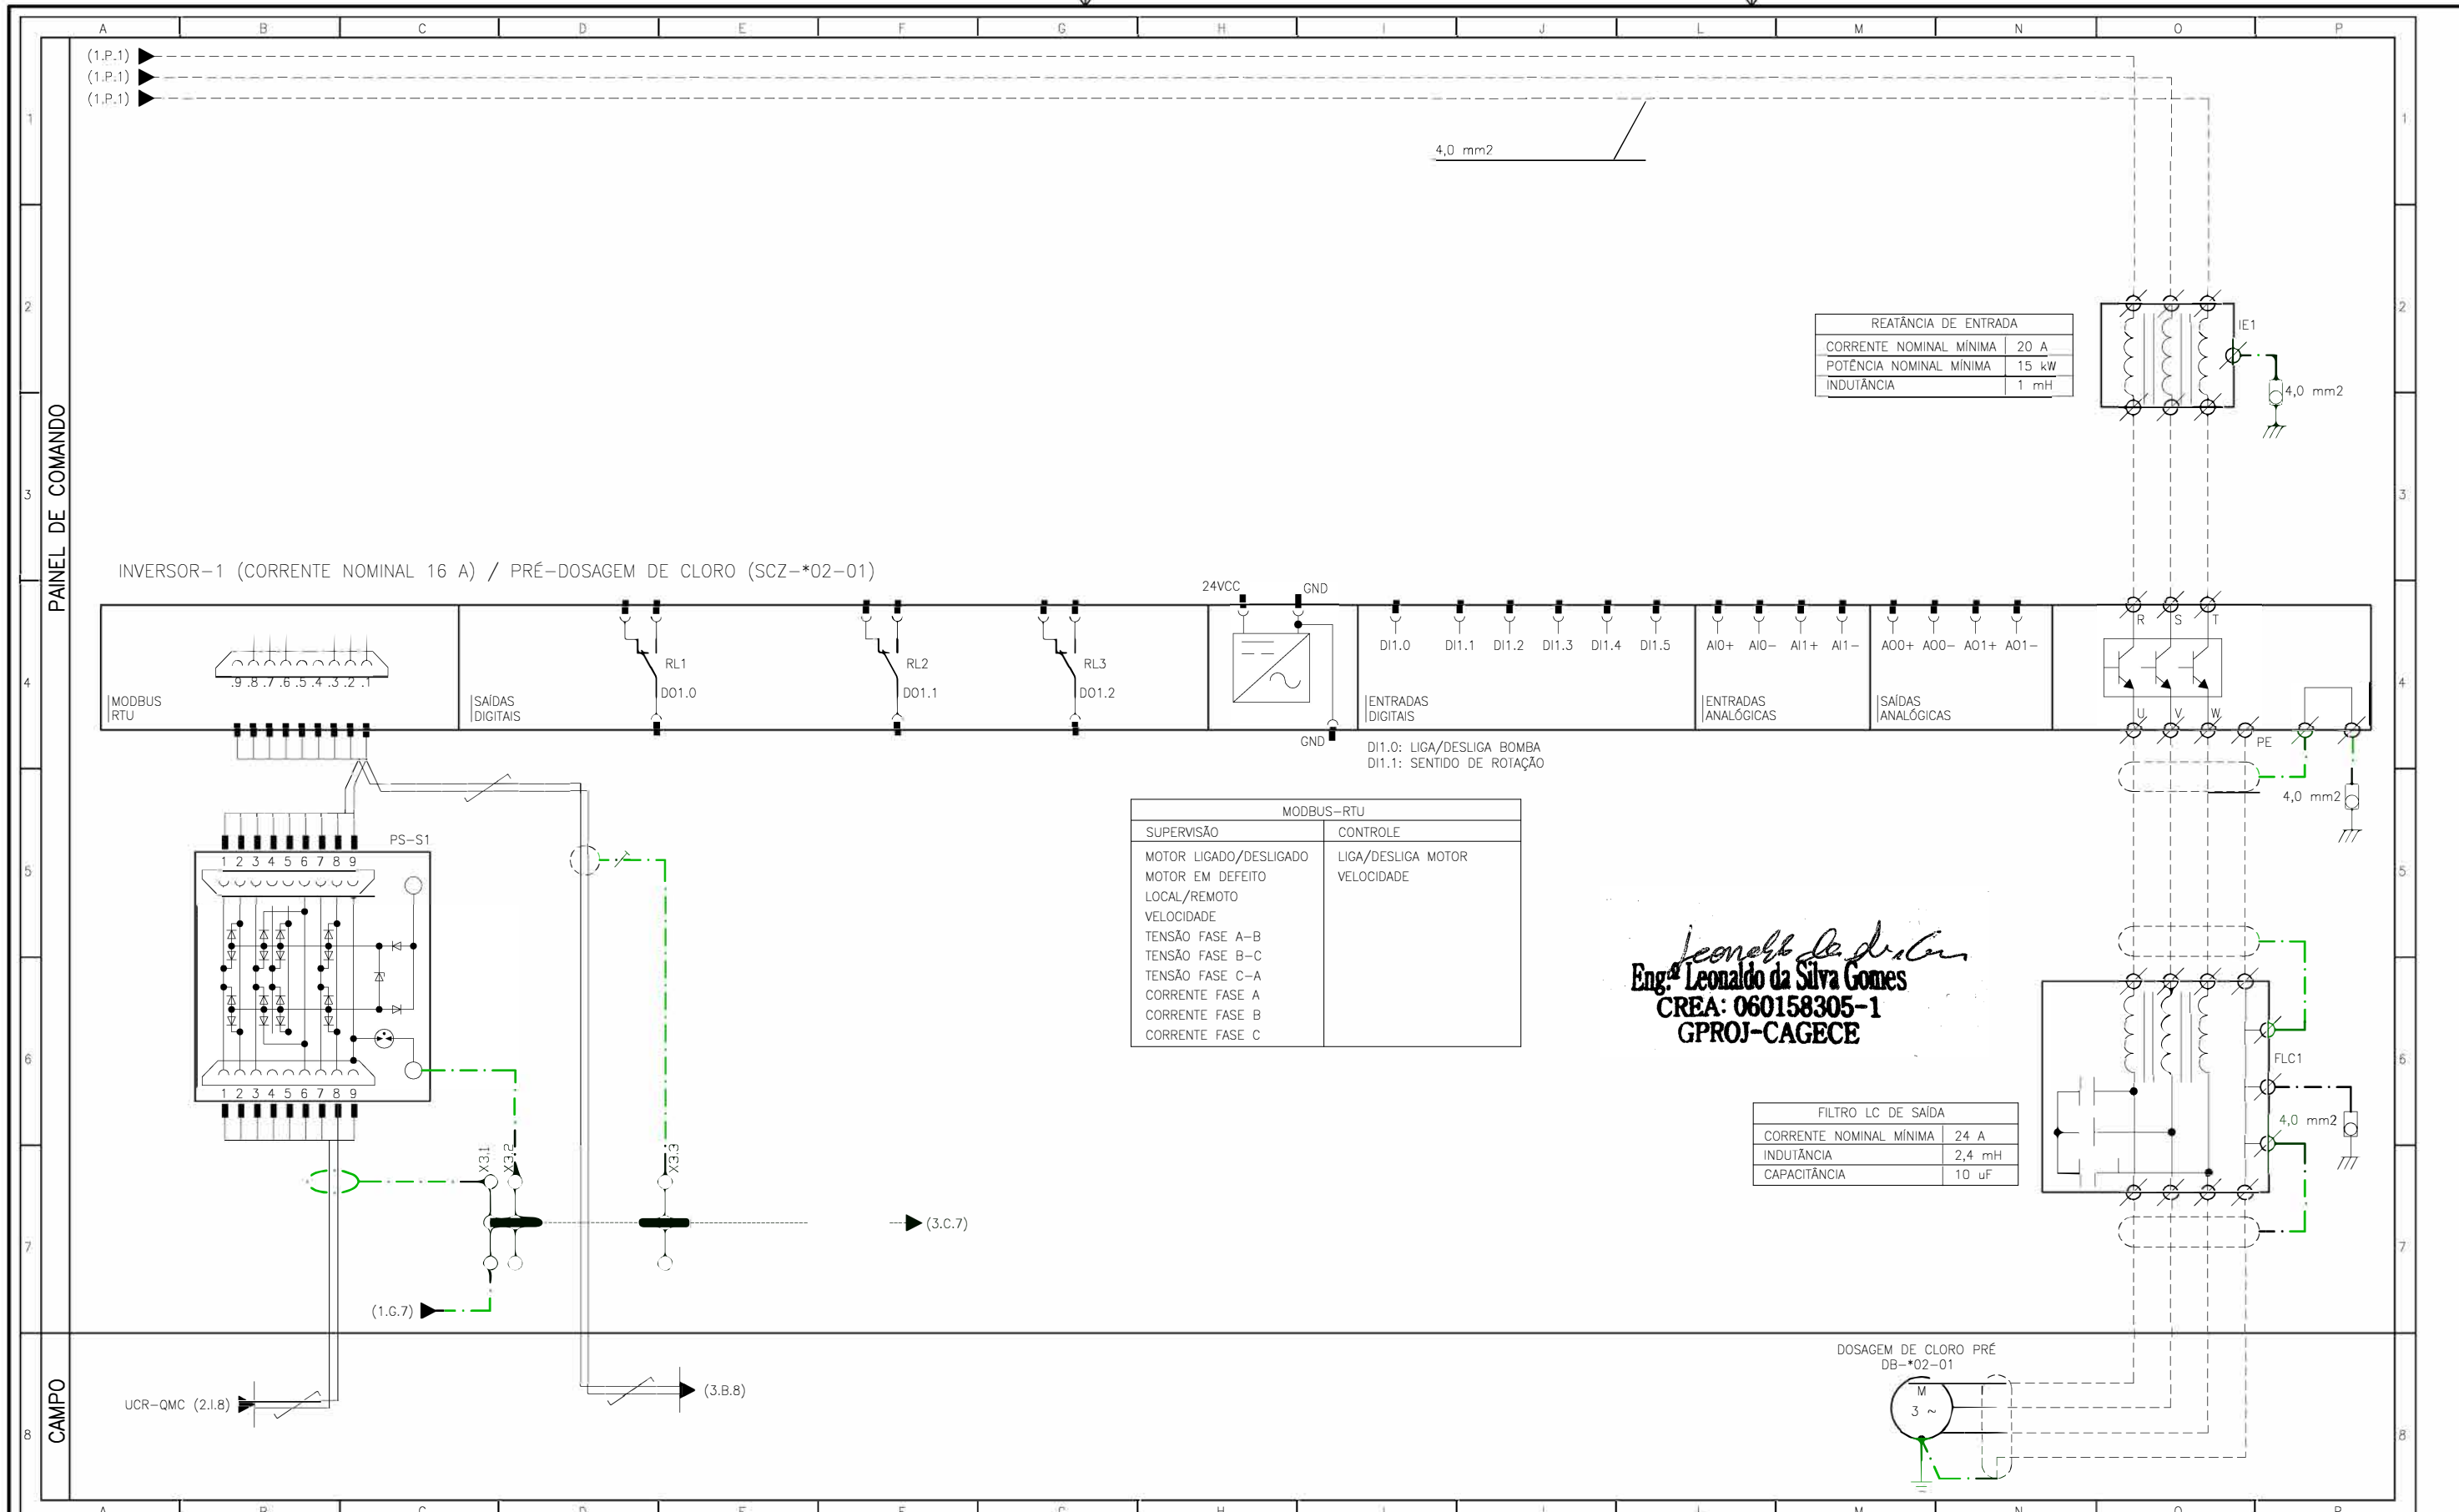 A B C D E F G H I J L M N O P
(1.P.1)
(1.P.1)
(1.P.1)
1 1
4,0 mm2
2 2
REATÂNCIA DE ENTRADA
CORRENTE NOMINAL MÍNIMA 20 A
POTÊNCIA NOMINAL MÍNIMA 15 kW
INDUTÂNCIA 1 mH
IE1
4,0 mm2
PAINEL DE COMANDO
3 3
INVERSOR-1 (CORRENTE NOMINAL 16 A) / PRÉ-DOSAGEM DE CLORO (SCZ-*02-01)
24VCC GND
R S T
DI1.0 DI1.1 DI1.2 DI1.3 DI1.4 DI1.5 AI0+ AI0- AI1+ AI1- AO0+ AO0- AO1+ AO1-
RL1 RL2 RL3
.9 .8 .7 .6 .5 .4 .3 .2 .1
DO1.0 DO1.1 DO1.2
4 4
MODBUS
RTU
SAÍDAS
DIGITAIS
ENTRADAS
DIGITAIS
ENTRADAS
ANALÓGICAS
SAÍDAS
ANALÓGICAS
U V W
GND
PE
DI1.0: LIGA/DESLIGA BOMBA
DI1.1: SENTIDO DE ROTAÇÃO
4,0 mm2
MODBUS-RTU
SUPERVISÃO CONTROLE
MOTOR LIGADO/DESLIGADO LIGA/DESLIGA MOTOR
MOTOR EM DEFEITO VELOCIDADE
LOCAL/REMOTO
VELOCIDADE
TENSÃO FASE A-B
TENSÃO FASE B-C
TENSÃO FASE C-A
CORRENTE FASE A
CORRENTE FASE B
CORRENTE FASE C
PS-S1
1 2 3 4 5 6 7 8 9
5 5
Eng.º Leonaldo da Silva Gomes
CREA: 060158305-1
GPROJ-CAGECE
6 6
FLC1
1 2 3 4 5 6 7 8 9
FILTRO LC DE SAÍDA
CORRENTE NOMINAL MÍNIMA 24 A
INDUTÂNCIA 2,4 mH
CAPACITÂNCIA 10 uF
4,0 mm2
X3.1 X3.2 X3.3
(3.C.7)
7 7
(1.G.7)
CAMPO
DOSAGEM DE CLORO PRÉ
DB-*02-01
M
3 ~
(3.B.8)
UCR-QMC (2.I.8)
8 8
A B C D E F G H I J L M N O P